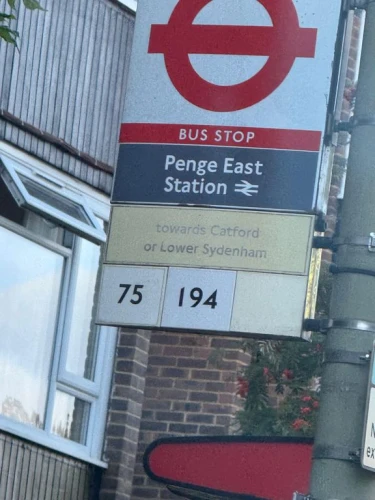 BUS STOP
Penge East
Station
towards Catford
or Lower Sydenham
75 194